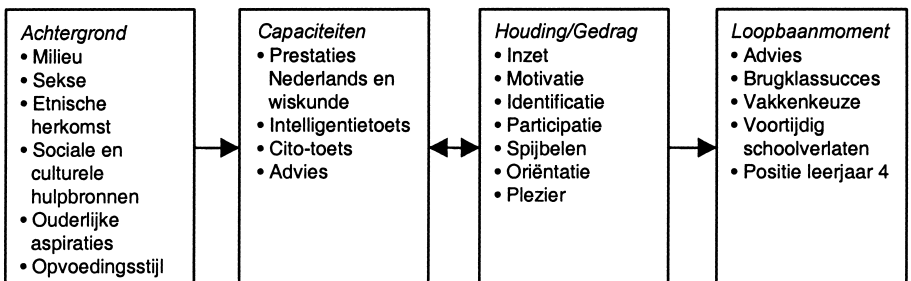 Achtergrond
• Milieu
• Sekse
• Etnische
herkomst
• Sociale en
culturele
hulpbronnen
• Ouderlijke
aspiraties
• Opvoedingsstijl
Capaciteiten
• Prestaties
Nederlands en
wiskunde
• Intelligentietoets
• Cito-toets
• Advies
Houding/Gedrag
• Inzet
• Motivatie
• Identificatie
• Participatie
• Spijbelen
• Oriëntatie
• Plezier
Loopbaanmoment
• Advies
• Brugklassucces
• Vakkenkeuze
• Voortijdig
schoolverlaten
• Positie leerjaar 4